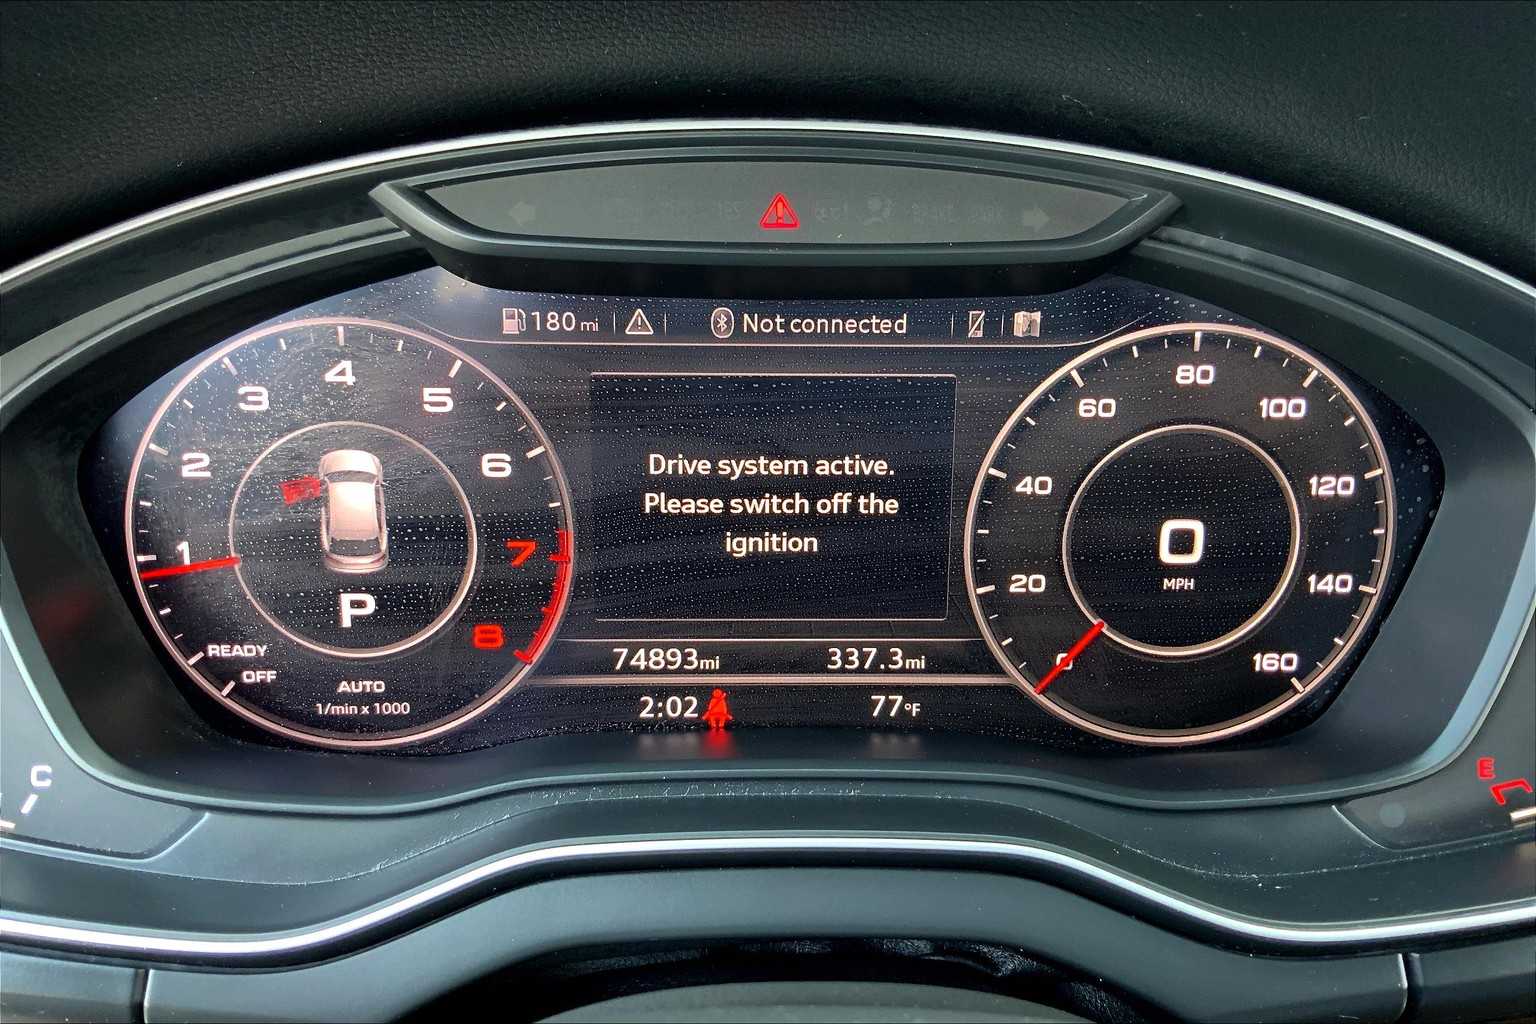 180 mi Not connected
4
3 5
2 6
1 7
8
P
READY
OFF
AUTO
1/min x 1000
Drive system active.
Please switch off the
ignition
80
60 100
40 120
20 140
0 160
0
MPH
74893mi 337.3mi
2:02 77°F
C
E